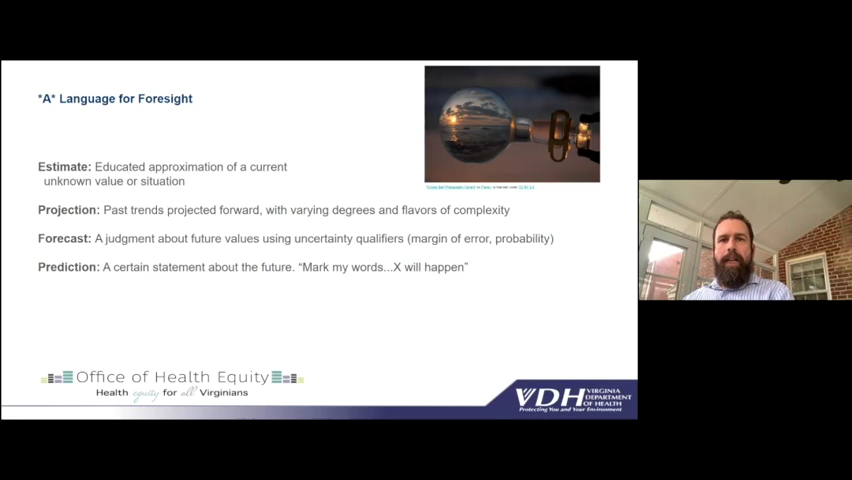 *A* Language for Foresight
Estimate: Educated approximation of a current
unknown value or situation
Projection: Past trends projected forward, with varying degrees and flavors of complexity
Forecast: A judgment about future values using uncertainty qualifiers (margin of error, probability)
Prediction: A certain statement about the future. “Mark my words...X will happen”
Office of Health Equity
Health equity for all Virginians
VDH VIRGINIA
DEPARTMENT
OF HEALTH
Protecting You and Your Environment